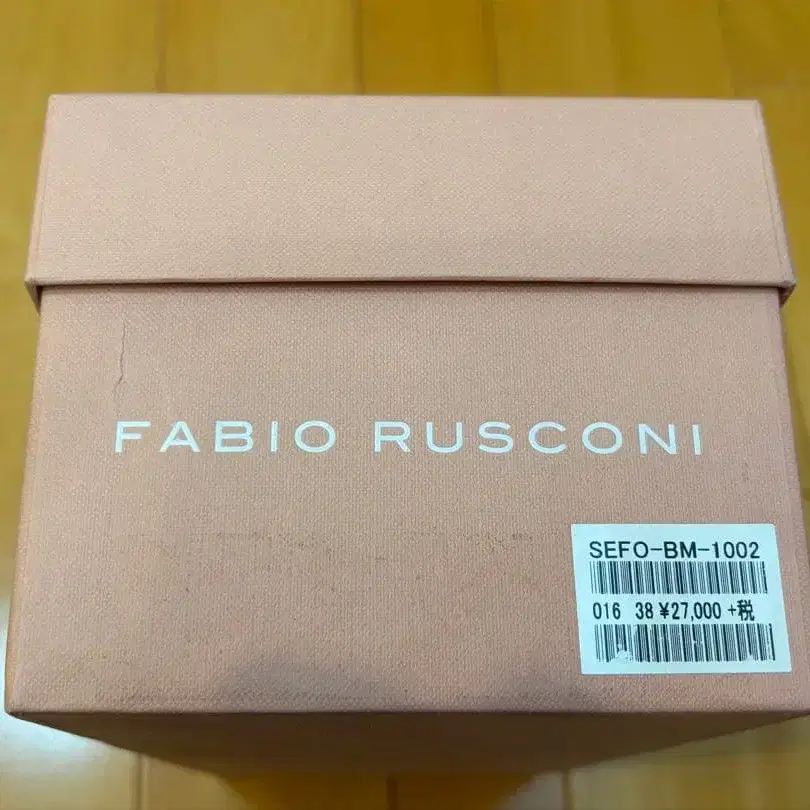 FABIO RUSCONI
SEFO-BM-1002
016 38 ¥27,000 +税